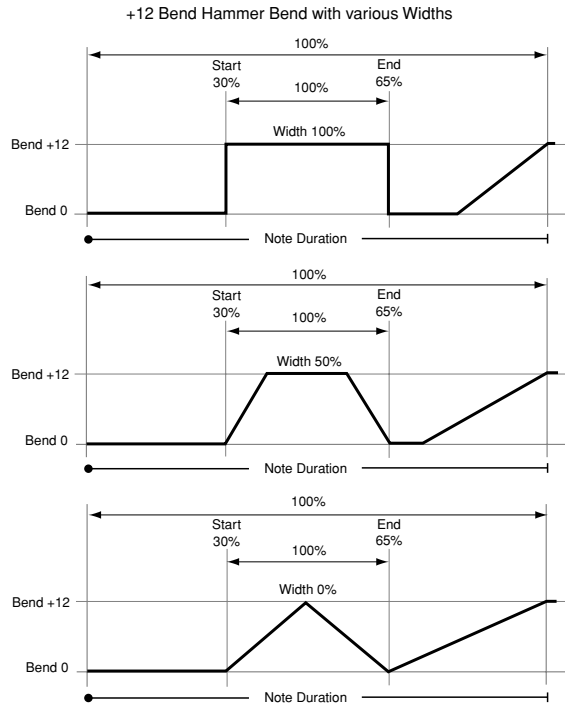 +12 Bend Hammer Bend with various Widths
100%
Start
30%
End
65%
100%
Width 100%
Bend +12
Bend 0
Note Duration
100%
Start
30%
End
65%
100%
Width 50%
Bend +12
Bend 0
Note Duration
100%
Start
30%
End
65%
100%
Width 0%
Bend +12
Bend 0
Note Duration